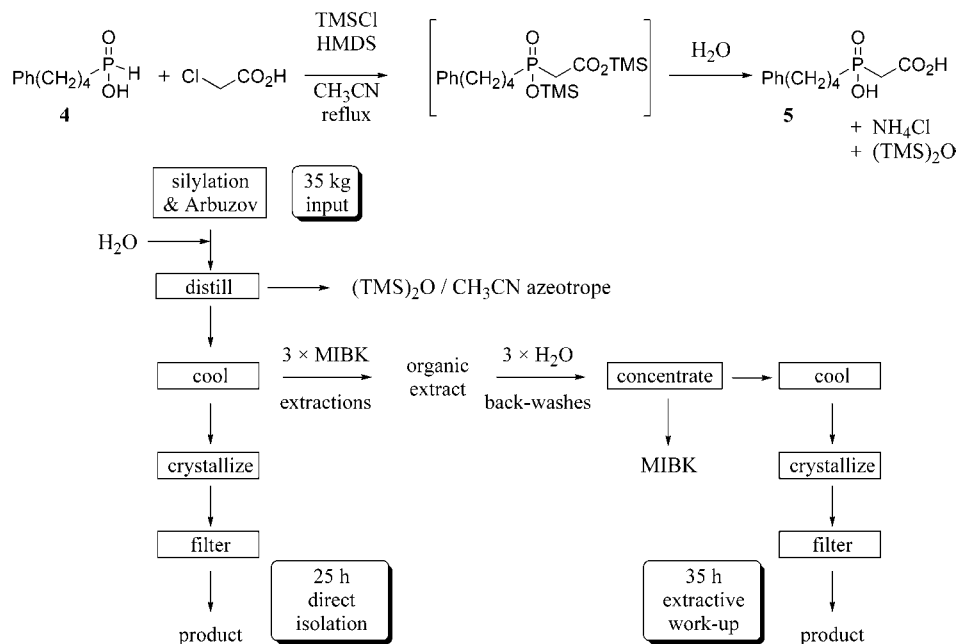 TMSCl
HMDS
CH₃CN
reflux
O
Ph(CH₂)₄
P
H
OH
4
+
Cl
CO₂H
O
Ph(CH₂)₄
P
CO₂TMS
OTMS
H₂O
O
Ph(CH₂)₄
P
CO₂H
OH
5
+ NH₄Cl
+ (TMS)₂O
silylation
& Arbuzov
35 kg
input
H₂O
distill
(TMS)₂O / CH₃CN azeotrope
cool
3 × MIBK
extractions
organic
extract
3 × H₂O
back-washes
concentrate
cool
MIBK
crystallize
crystallize
filter
filter
25 h
direct
isolation
35 h
extractive
work-up
product
product